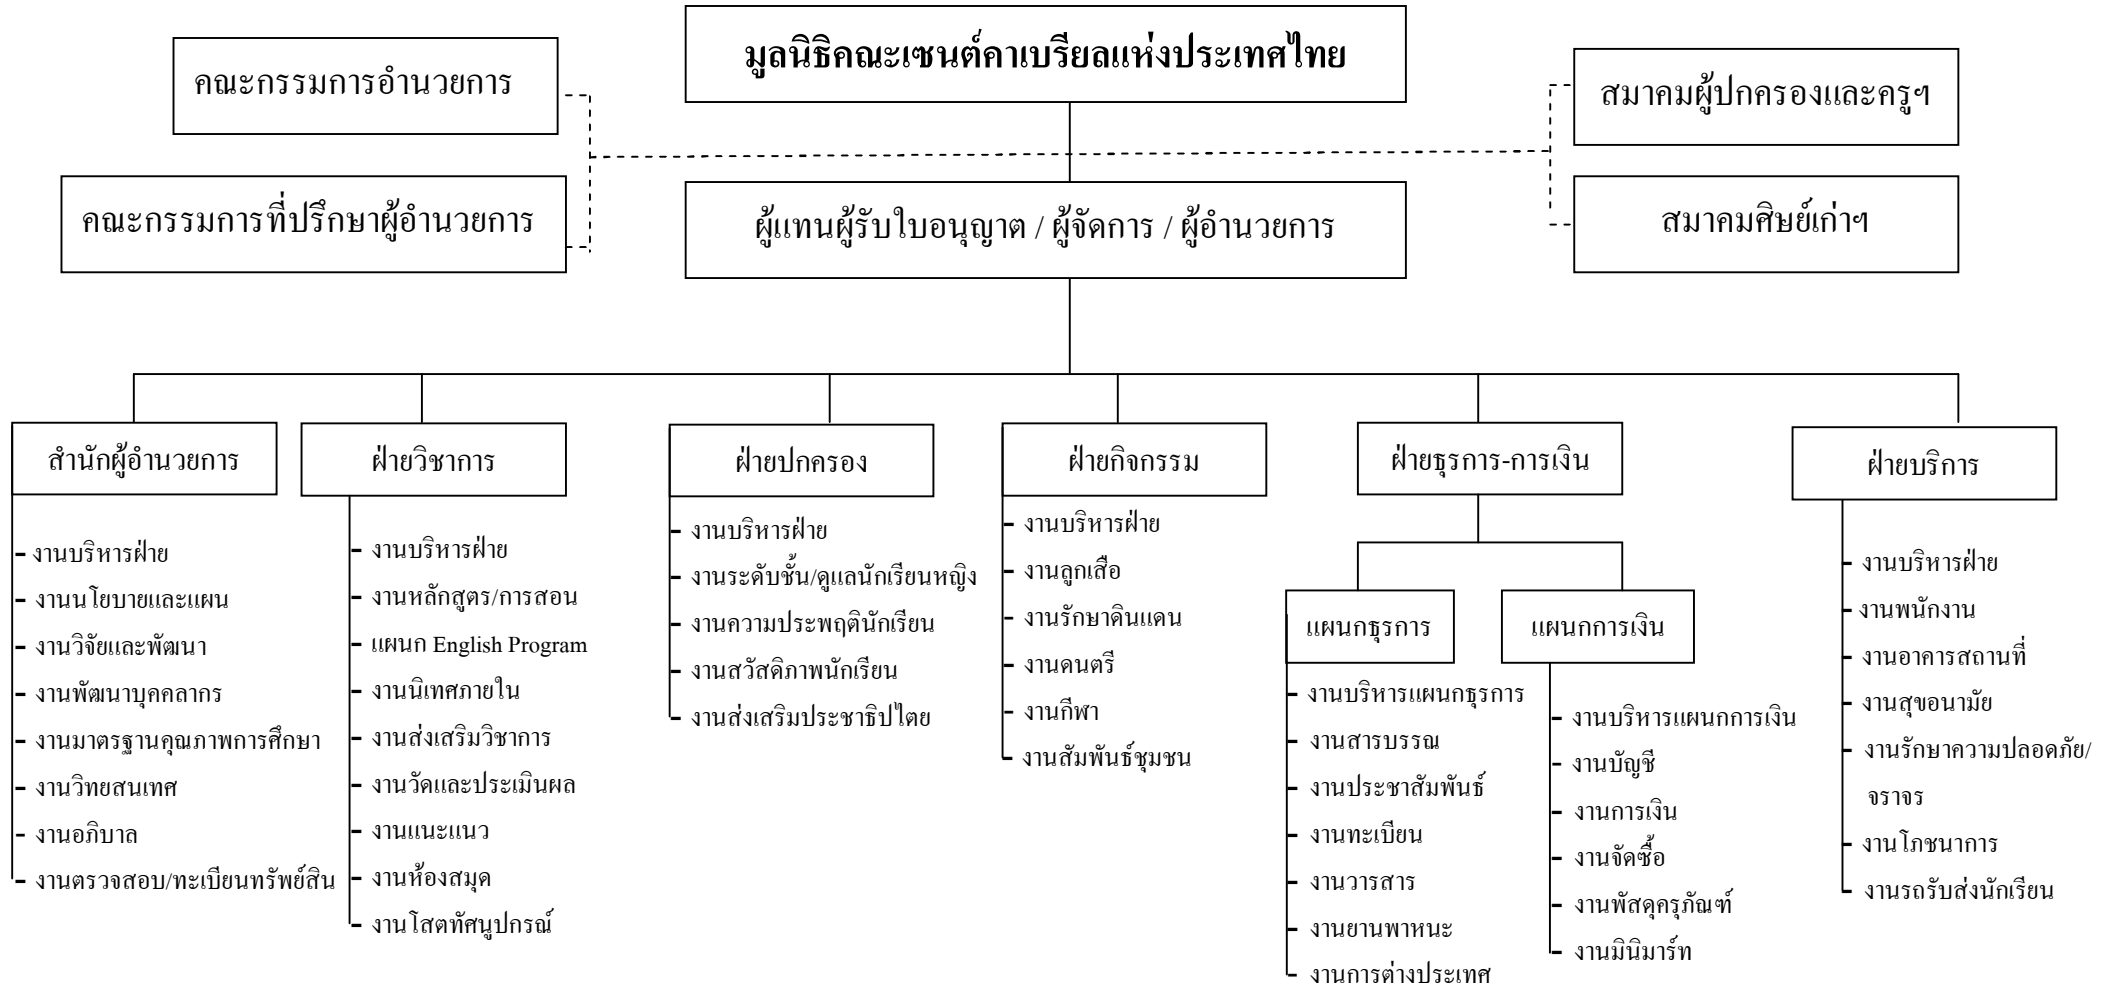 มูลนิธิคณะเซนต์คาเบรียลแห่งประเทศไทย
คณะกรรมการอำนวยการ
สมาคมผู้ปกครองและครูฯ
คณะกรรมการที่ปรึกษาผู้อำนวยการ
ผู้แทนผู้รับใบอนุญาต / ผู้จัดการ / ผู้อำนวยการ
สมาคมศิษย์เก่าฯ
สำนักผู้อำนวยการ
- งานบริหารฝ่าย
- งานนโยบายและแผน
- งานวิจัยและพัฒนา
- งานพัฒนาบุคคลากร
- งานมาตรฐานคุณภาพการศึกษา
- งานวิทยสนเทศ
- งานอภิบาล
- งานตรวจสอบ/ทะเบียนทรัพย์สิน
ฝ่ายวิชาการ
- งานบริหารฝ่าย
- งานหลักสูตร/การสอน
- แผนก English Program
- งานนิเทศภายใน
- งานส่งเสริมวิชาการ
- งานวัดและประเมินผล
- งานแนะแนว
- งานห้องสมุด
- งานโสตทัศนูปกรณ์
ฝ่ายปกครอง
- งานบริหารฝ่าย
- งานระดับชั้น/ดูแลนักเรียนหญิง
- งานความประพฤตินักเรียน
- งานสวัสดิภาพนักเรียน
- งานส่งเสริมประชาธิปไตย
ฝ่ายกิจกรรม
- งานบริหารฝ่าย
- งานลูกเสือ
- งานรักษาดินแดน
- งานดนตรี
- งานกีฬา
- งานสัมพันธ์ชุมชน
ฝ่ายธุรการ-การเงิน
แผนกธุรการ
- งานบริหารแผนกธุรการ
- งานสารบรรณ
- งานประชาสัมพันธ์
- งานทะเบียน
- งานวารสาร
- งานยานพาหนะ
- งานการต่างประเทศ
แผนกการเงิน
- งานบริหารแผนกการเงิน
- งานบัญชี
- งานการเงิน
- งานจัดซื้อ
- งานพัสดุครุภัณฑ์
- งานมินิมาร์ท
ฝ่ายบริการ
- งานบริหารฝ่าย
- งานพนักงาน
- งานอาคารสถานที่
- งานสุขอนามัย
- งานรักษาความปลอดภัย/
จราจร
- งานโภชนาการ
- งานรถรับส่งนักเรียน